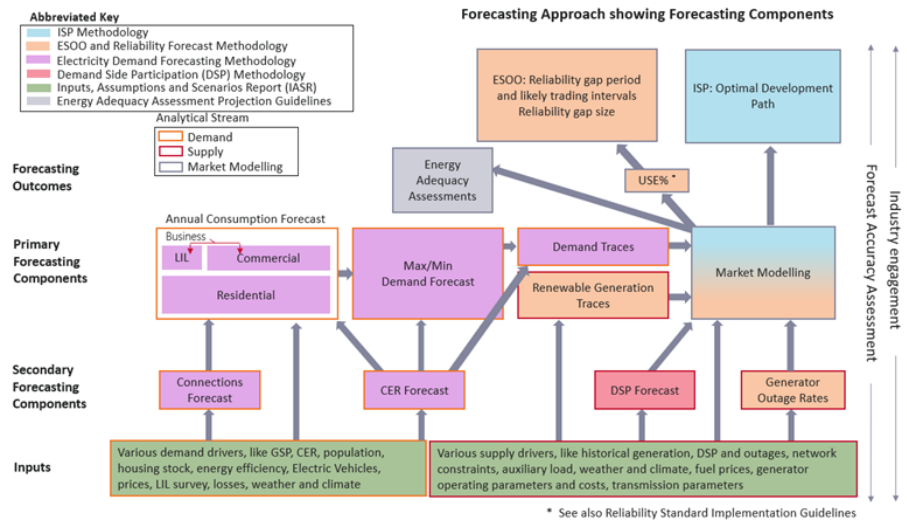 Forecasting Approach showing Forecasting Components
Abbreviated Key
ISP Methodology
ESOO and Reliability Forecast Methodology
Electricity Demand Forecasting Methodology
Demand Side Participation (DSP) Methodology
Inputs, Assumptions and Scenarios Report (IASR)
Energy Adequacy Assessment Projection Guidelines
Analytical Stream
Demand
Supply
Market Modelling
Forecasting
Outcomes
ESOO: Reliability gap period
and likely trading intervals
Reliability gap size
ISP: Optimal Development
Path
Energy
Adequacy
Assessments
USE% *
Primary
Forecasting
Components
Annual Consumption Forecast
Business
LIL
Commercial
Residential
Max/Min
Demand Forecast
Demand Traces
Renewable Generation
Traces
Market Modelling
Secondary
Forecasting
Components
Connections
Forecast
CER Forecast
DSP Forecast
Generator
Outage Rates
Inputs
Various demand drivers, like GSP, CER, population,
housing stock, energy efficiency, Electric Vehicles,
prices, LIL survey, losses, weather and climate
Various supply drivers, like historical generation, DSP and outages, network
constraints, auxiliary load, weather and climate, fuel prices, generator
operating parameters and costs, transmission parameters
Forecast Accuracy Assessment
Industry engagement
* See also Reliability Standard Implementation Guidelines